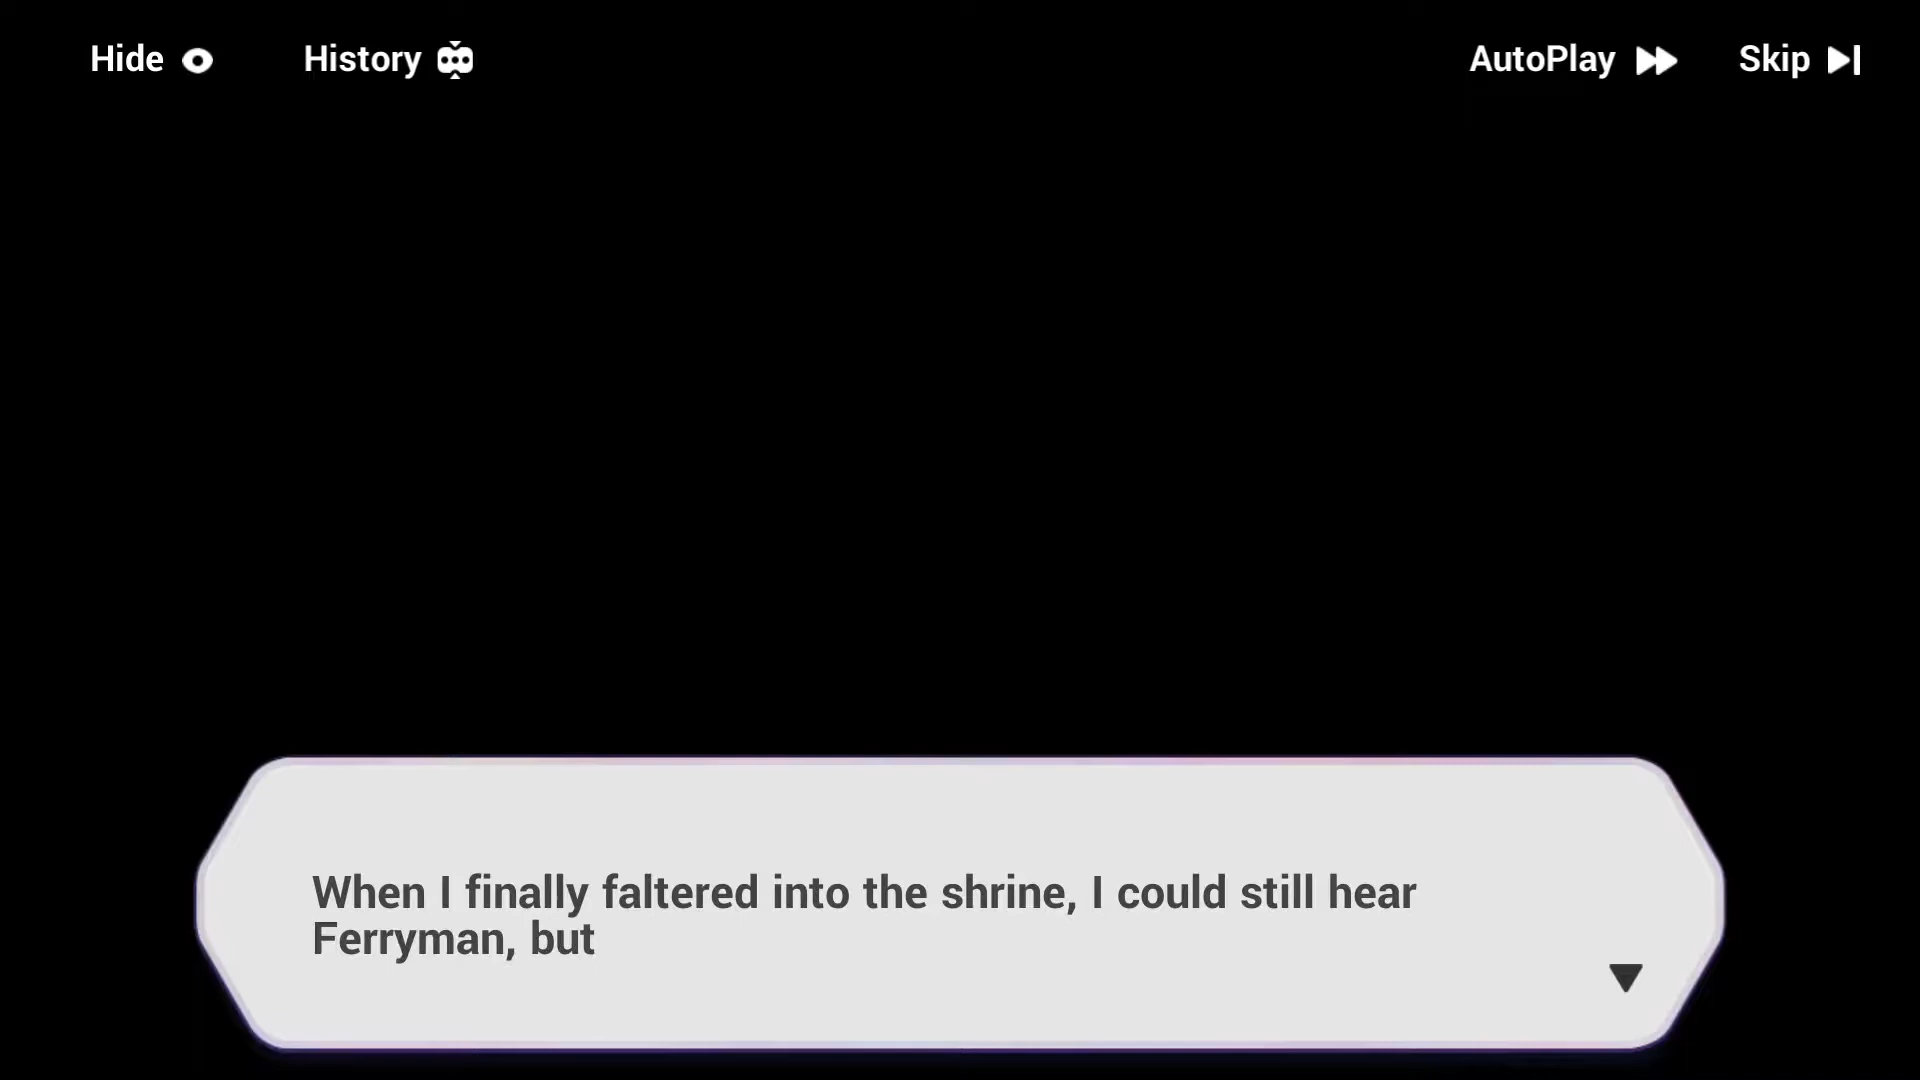 Hide
History
AutoPlay
Skip
When I finally faltered into the shrine, I could still hear
Ferryman, but